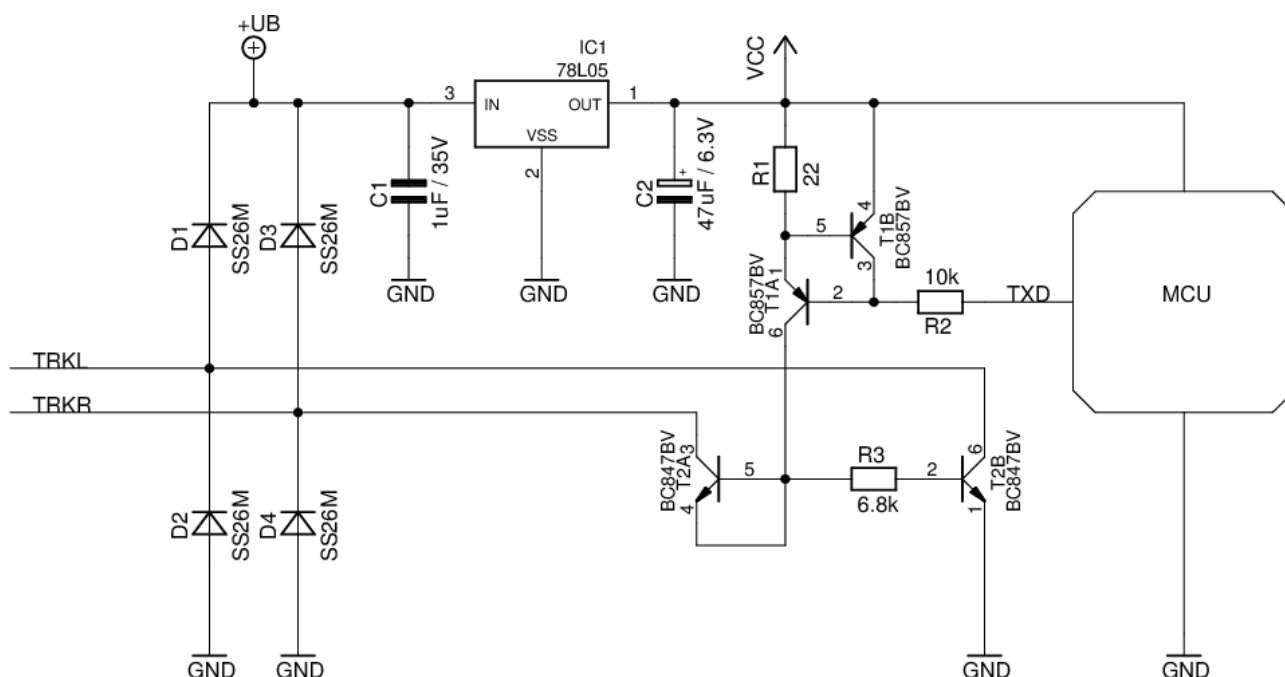 +UB
IC1
78L05
3
IN
OUT
1
VSS
2
VCC
C1
1uF / 35V
C2
+
47uF / 6.3V
R1
22
4
5
T1B
BC857BV
3
D1
SS26M
D3
SS26M
GND
GND
GND
BC857BV
T1A
1
2
6
10k
R2
TXD
MCU
TRKL
TRKR
BC847BV
T2A
3
5
4
R3
6.8k
2
6
T2B
BC847BV
1
D2
SS26M
D4
SS26M
GND
GND
GND
GND